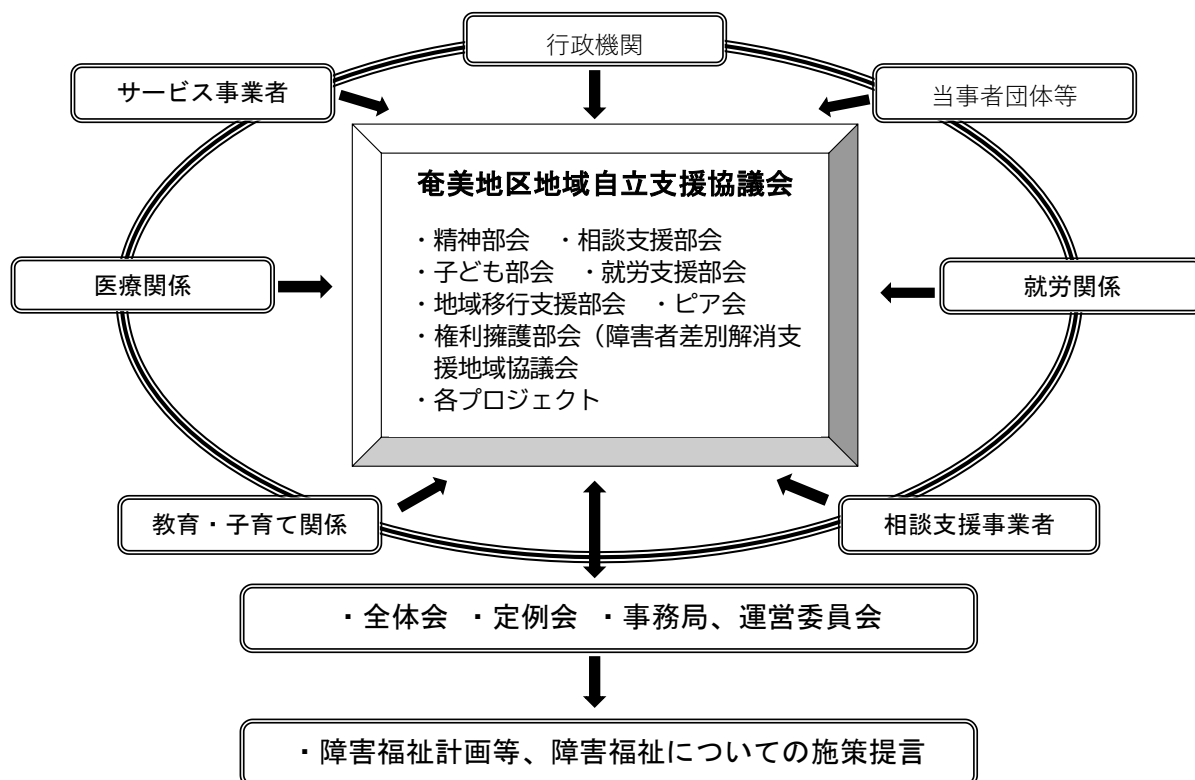 行政機関
サービス事業者
当事者団体等
奄美地区地域自立支援協議会
・精神部会　・相談支援部会
・子ども部会　・就労支援部会
・地域移行支援部会　・ピア会
・権利擁護部会（障害者差別解消支
援地域協議会
・各プロジェクト
医療関係
就労関係
教育・子育て関係
相談支援事業者
・全体会　・定例会　・事務局、運営委員会
・障害福祉計画等、障害福祉についての施策提言